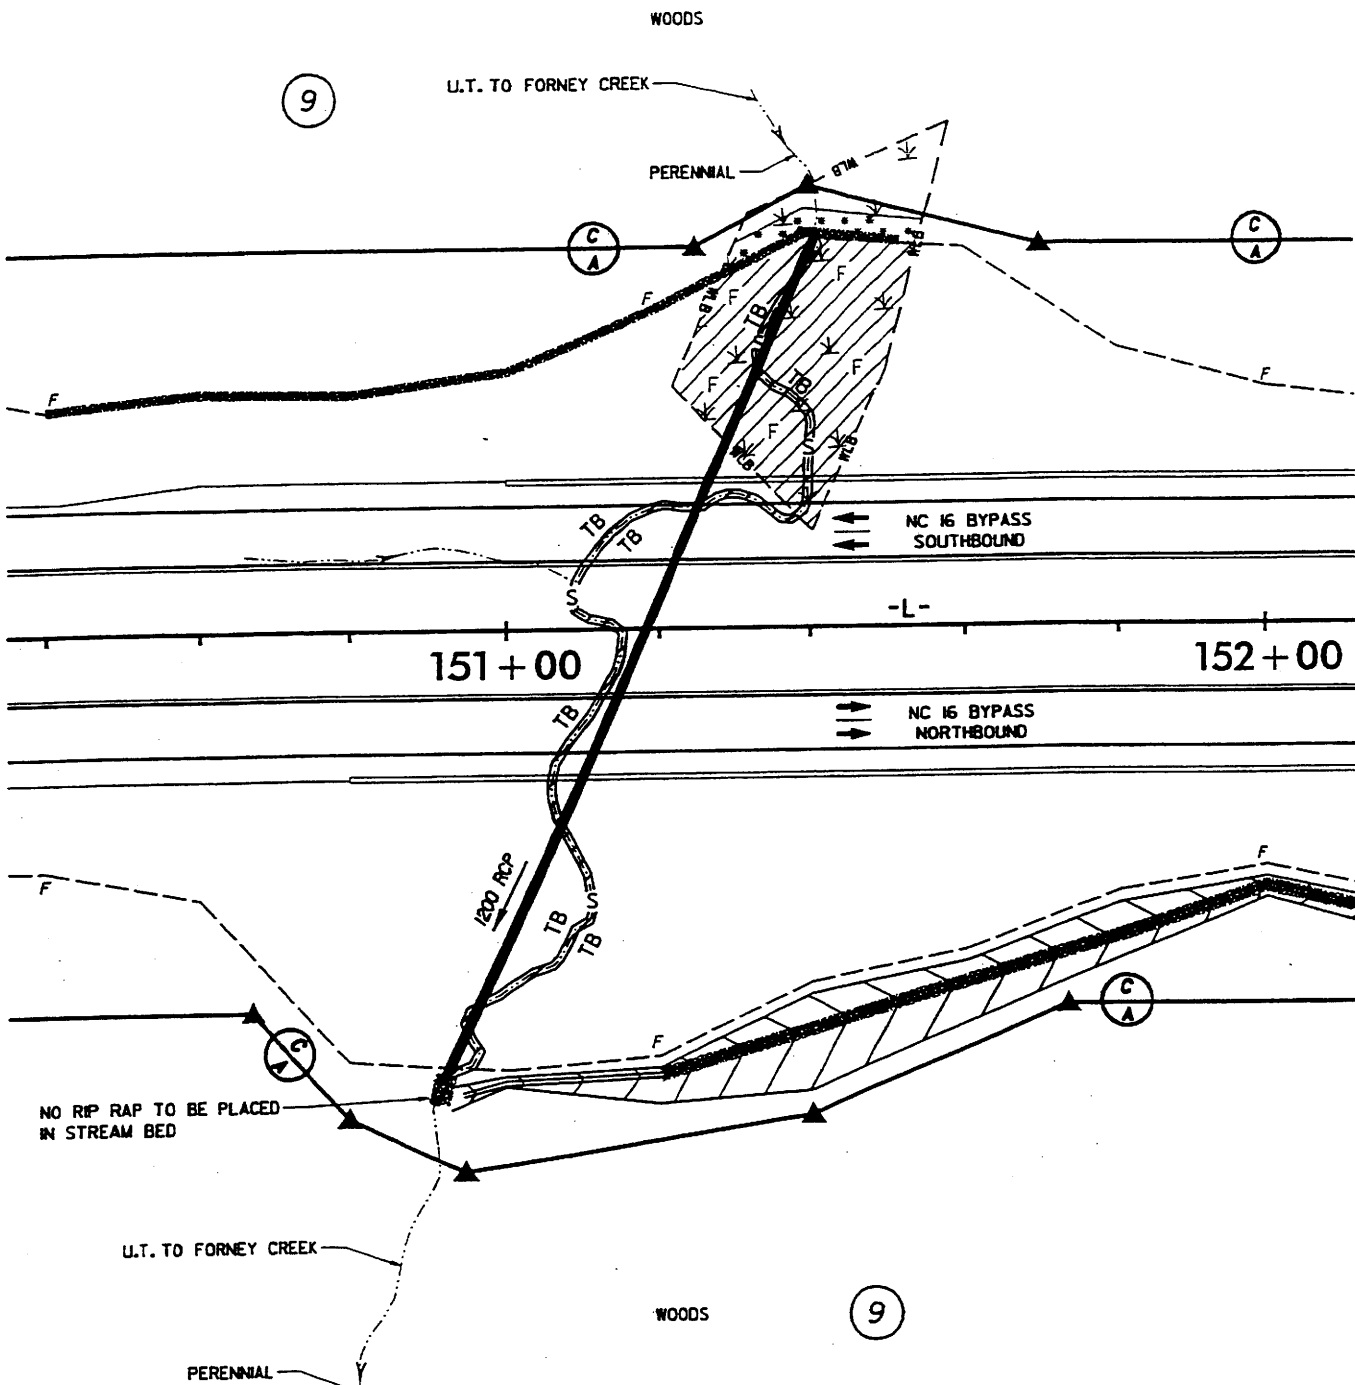 WOODS
9
U.T. TO FORNEY CREEK
PERENNIAL
WLB
C
A
C
A
WLB
F
F
F
WLB
TB
F
F
F
TB
F
F
S
WLB
WLB
TB
TB
NC 16 BYPASS
SOUTHBOUND
S
-L-
151+00
152+00
TB
NC 16 BYPASS
NORTHBOUND
1200 RCP
F
F
S
TB
TB
C
A
C
A
F
NO RIP RAP TO BE PLACED
IN STREAM BED
U.T. TO FORNEY CREEK
WOODS
9
PERENNIAL